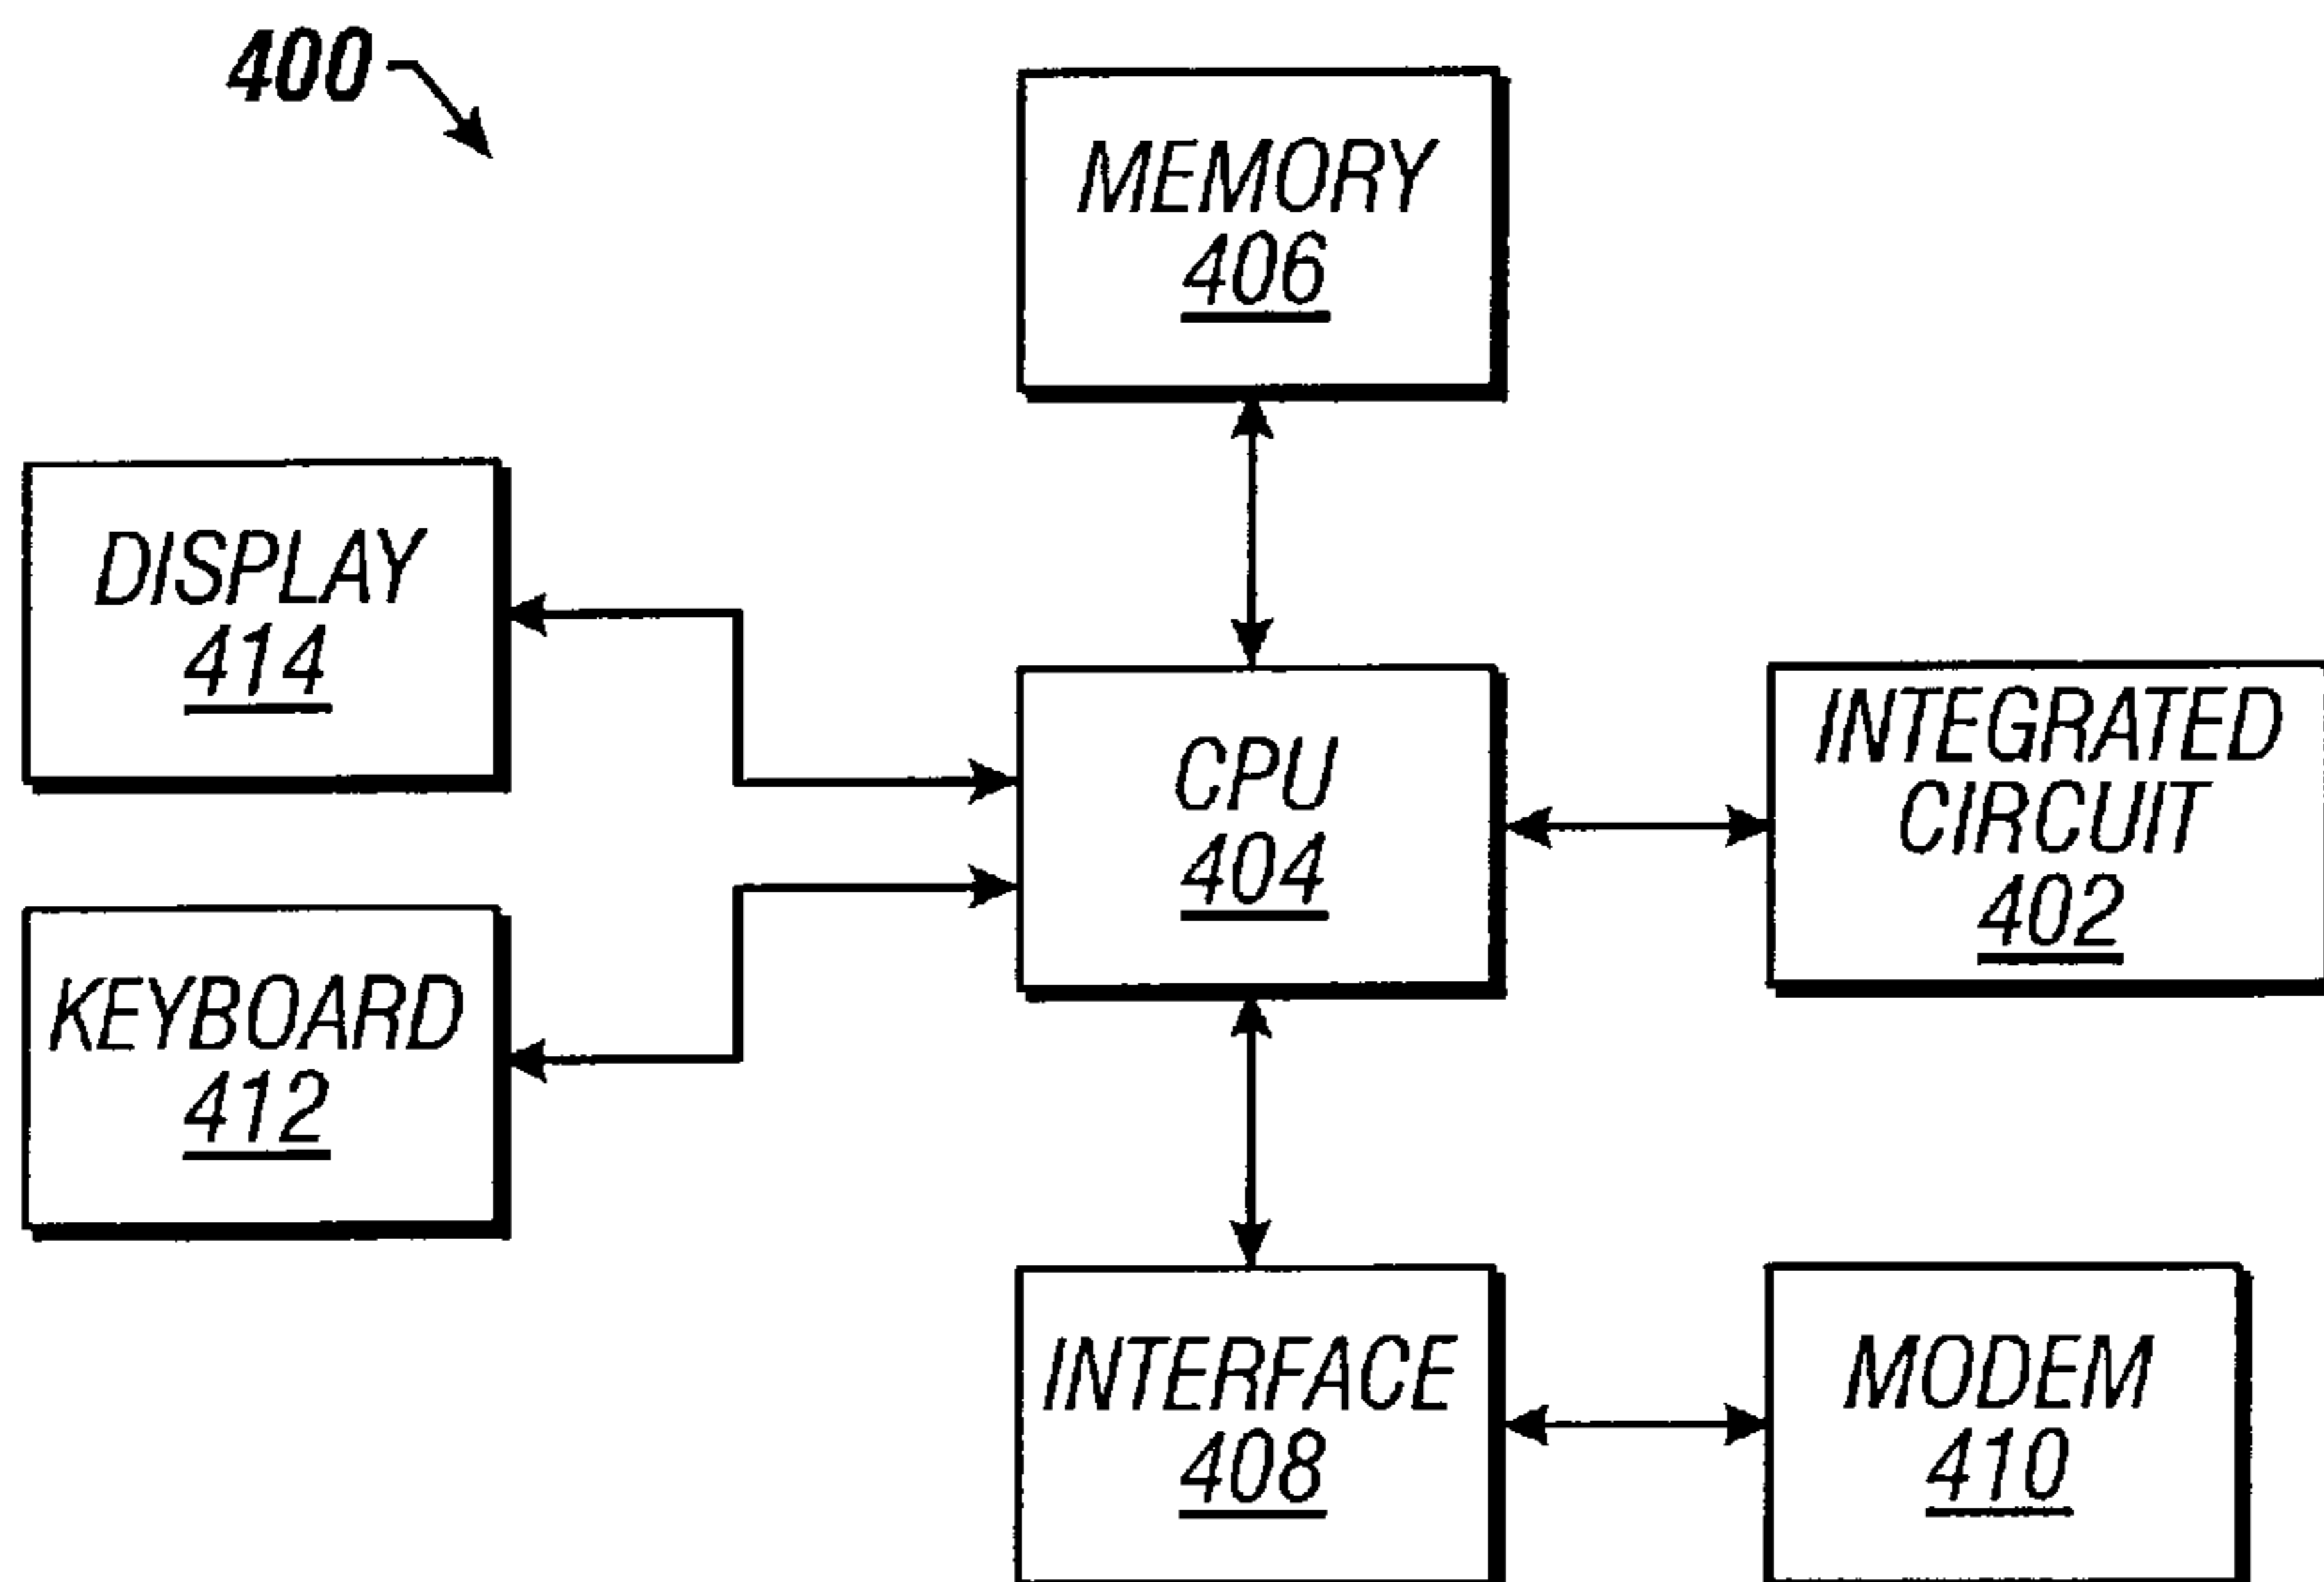 400
MEMORY
406
DISPLAY
414
CPU
404
INTEGRATED
CIRCUIT
402
KEYBOARD
412
INTERFACE
408
MODEM
410